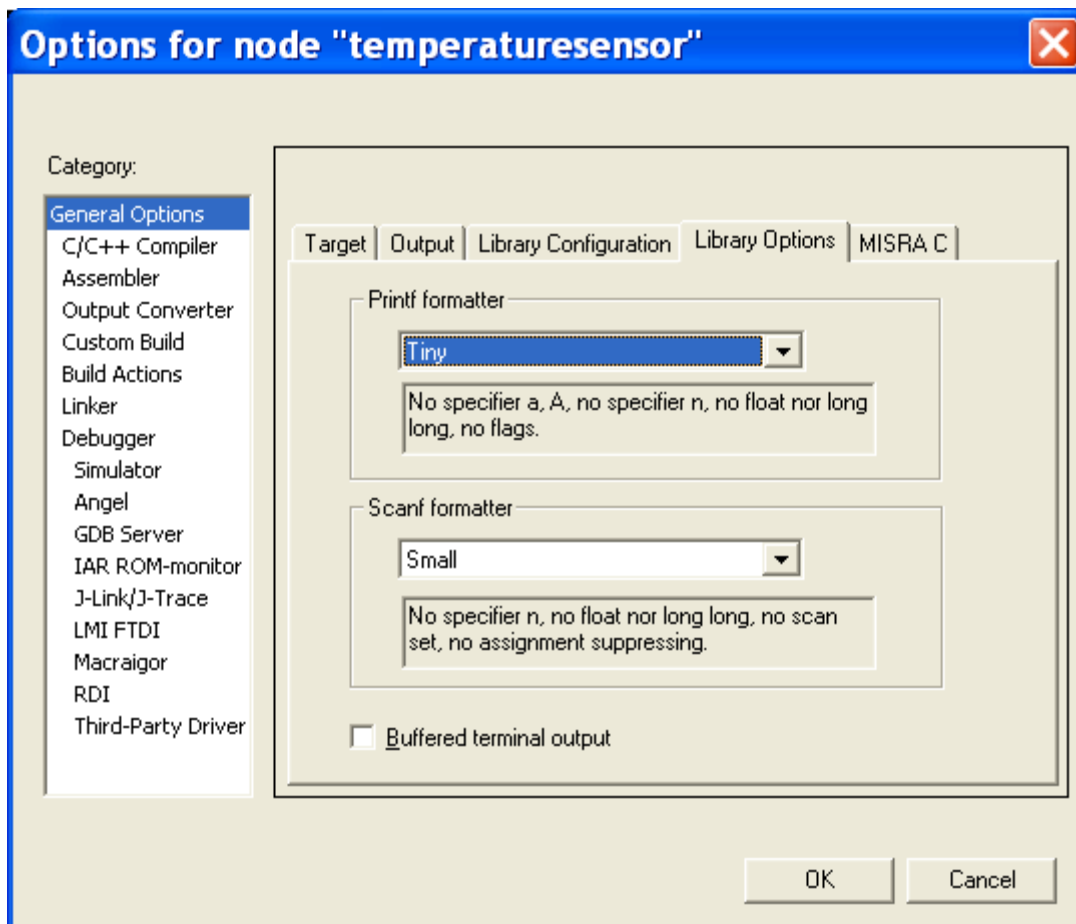 Options for node "temperaturesensor"
Category:
General Options
C/C++ Compiler
Assembler
Output Converter
Custom Build
Build Actions
Linker
Debugger
Simulator
Angel
GDB Server
IAR ROM-monitor
J-Link/J-Trace
LMI FTDI
Macraigor
RDI
Third-Party Driver
Target Output Library Configuration Library Options MISRA C
Printf formatter
Tiny
No specifier a, A, no specifier n, no float nor long
long, no flags.
Scanf formatter
Small
No specifier n, no float nor long long, no scan
set, no assignment suppressing.
Buffered terminal output
OK Cancel